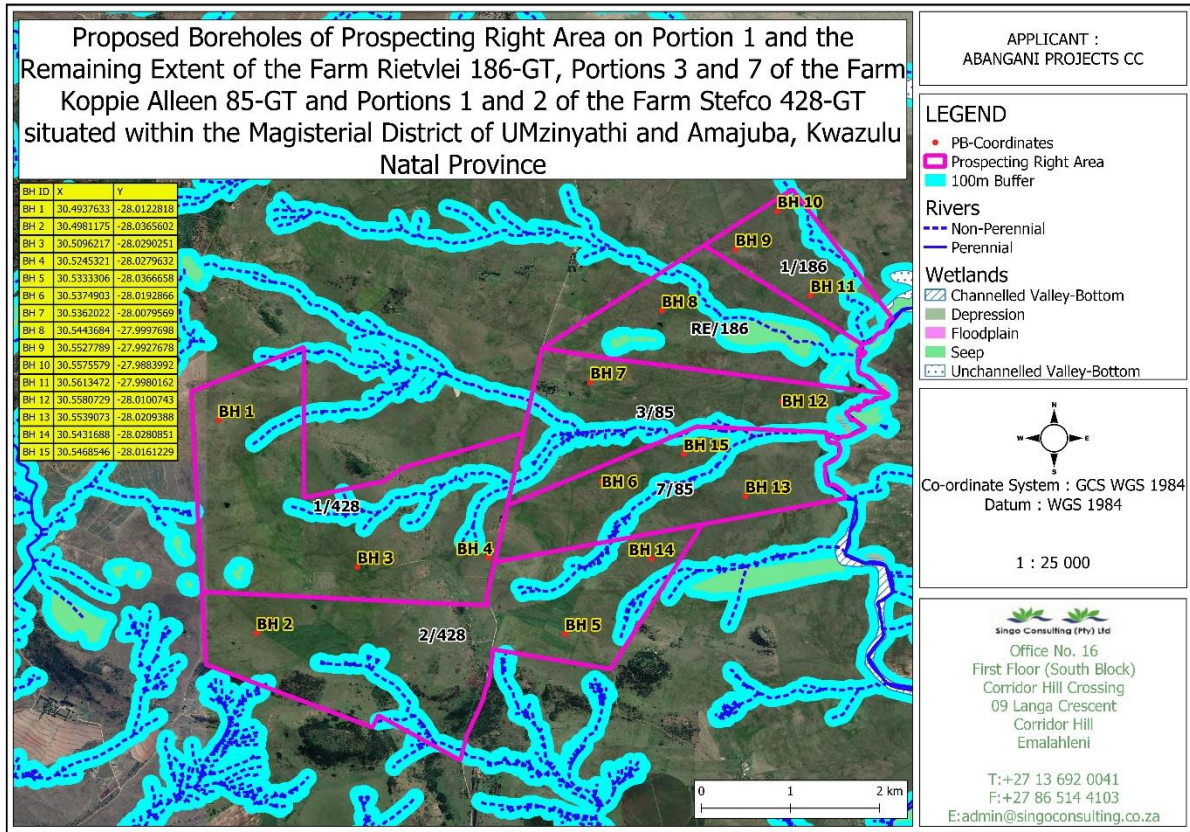 Proposed Boreholes of Prospecting Right Area on Portion 1 and the
Remaining Extent of the Farm Rietvlei 186-GT, Portions 3 and 7 of the Farm
Koppie Alleen 85-GT and Portions 1 and 2 of the Farm Stefco 428-GT
situated within the Magisterial District of UMzinyathi and Amajuba, Kwazulu
Natal Province
BH ID X Y
BH 1 30.4937633 -28.0122818
BH 2 30.4981175 -28.0365602
BH 3 30.5096217 -28.0290251
BH 4 30.5245321 -28.0279632
BH 5 30.5333306 -28.0366658
BH 6 30.5374903 -28.0192866
BH 7 30.5362022 -28.0079569
BH 8 30.5443684 -27.9997698
BH 9 30.5527789 -27.9927678
BH 10 30.5575579 -27.9883992
BH 11 30.5613472 -27.9980162
BH 12 30.5580729 -28.0100743
BH 13 30.5539073 -28.0209388
BH 14 30.5431688 -28.0280851
BH 15 30.5468546 -28.0161229
BH 10
BH 9
1/186
BH 11
BH 8
RE/186
BH 7
BH 12
BH 1
3/85
BH 15
BH 6
BH 13
7/85
1/428
BH 3
BH 4
BH 14
BH 2
2/428
BH 5
0 1 2 km
APPLICANT :
ABANGANI PROJECTS CC
LEGEND
PB-Coordinates
Prospecting Right Area
100m Buffer
Rivers
Non-Perennial
Perennial
Wetlands
Channelled Valley-Bottom
Depression
Floodplain
Seep
Unchannelled Valley-Bottom
N
W E
S
Co-ordinate System : GCS WGS 1984
Datum : WGS 1984
1 : 25 000
Singo Consulting (Pty) Ltd
Office No. 16
First Floor (South Block)
Corridor Hill Crossing
09 Langa Crescent
Corridor Hill
Emalahleni
T:+27 13 692 0041
F:+27 86 514 4103
E:admin@singoconsulting.co.za